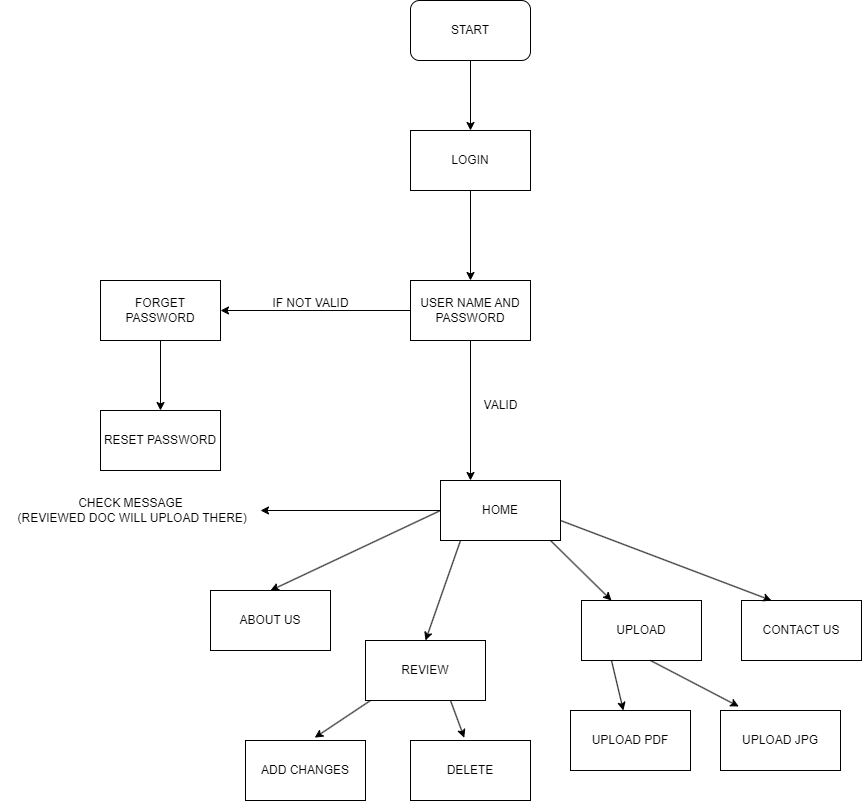 START
LOGIN
FORGET
PASSWORD
IF NOT VALID
USER NAME AND
PASSWORD
VALID
RESET PASSWORD
CHECK MESSAGE
(REVIEWED DOC WILL UPLOAD THERE)
HOME
ABOUT US
REVIEW
UPLOAD
CONTACT US
ADD CHANGES
DELETE
UPLOAD PDF
UPLOAD JPG